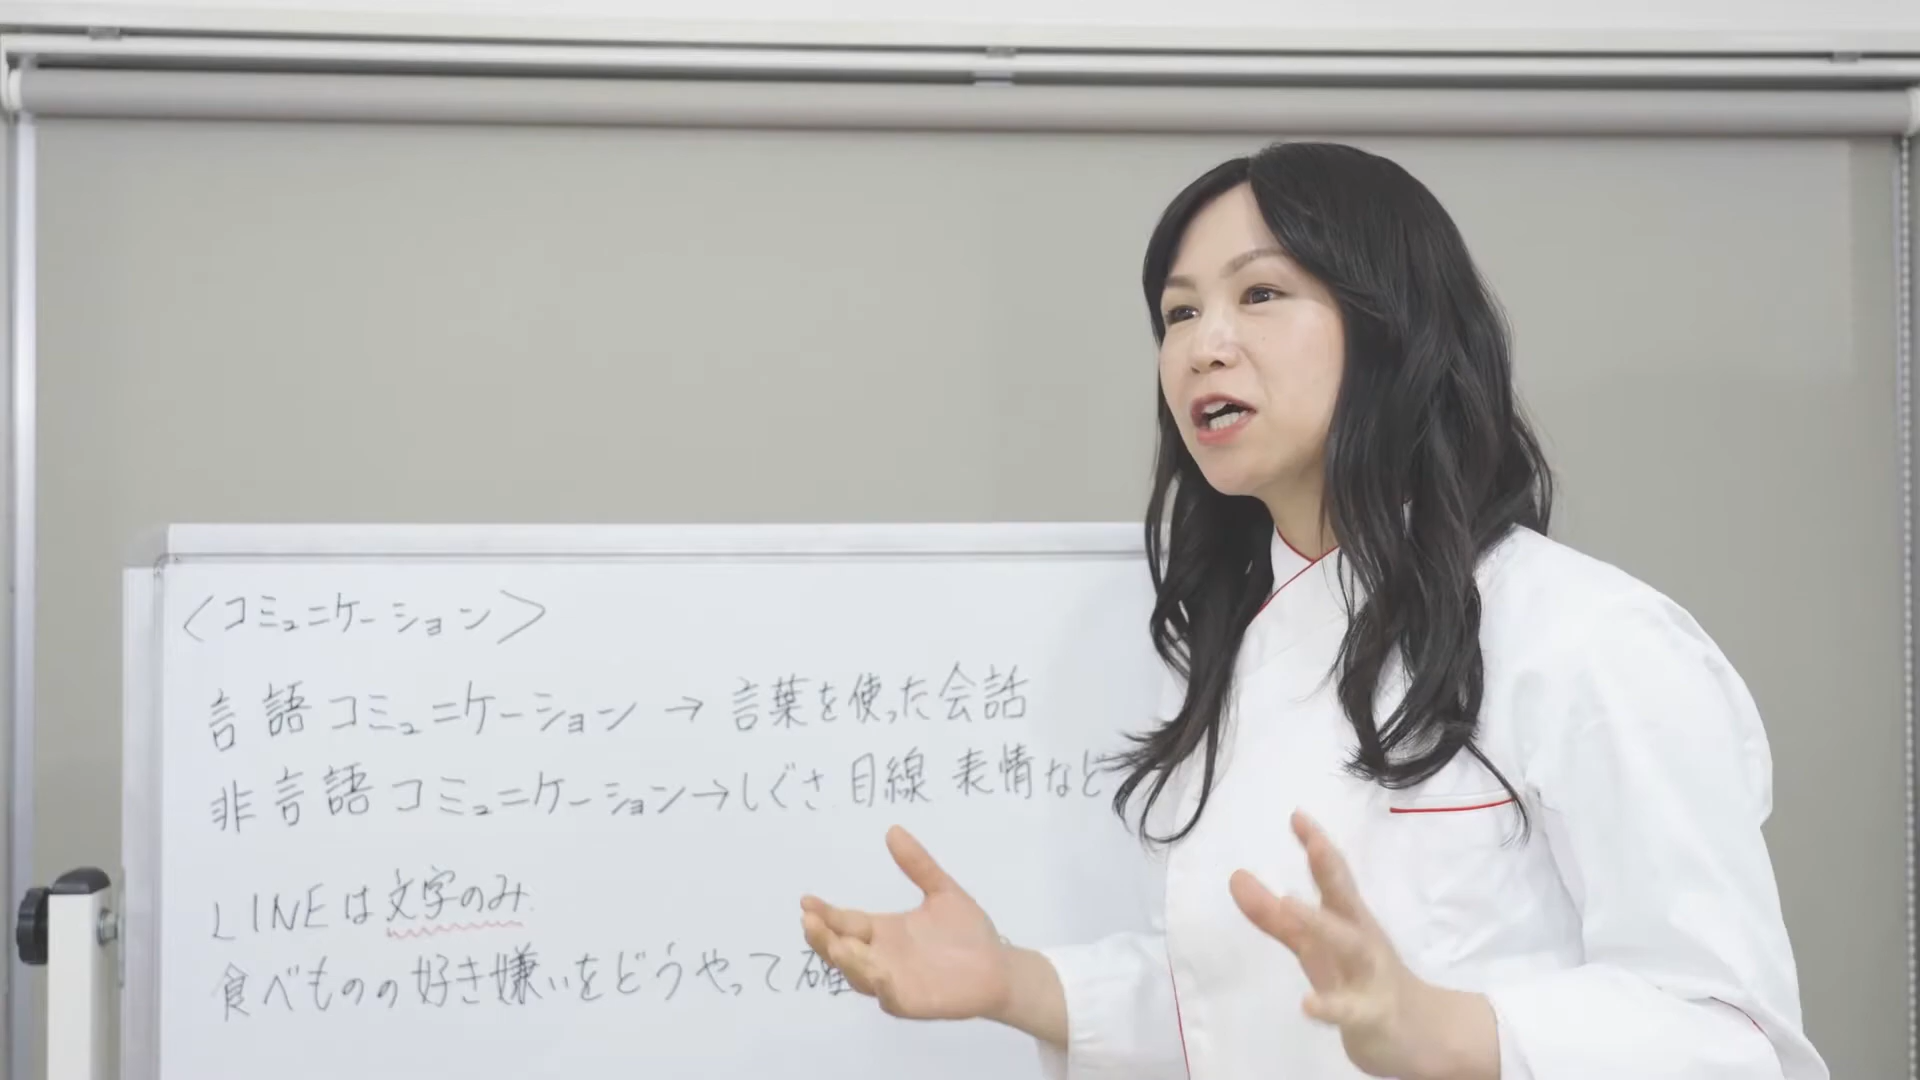 〈コミュニケーション〉
言語コミュニケーション→言葉を使った会話
非言語コミュニケーション→しぐさ 目線 表情など
LINEは文字のみ
食べものの好き嫌いをどうやって確